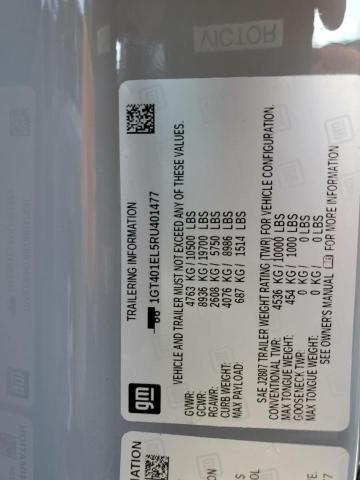 VICTOR
TRAILERING INFORMATION
1GT401EL5RU401477
gm
VEHICLE AND TRAILER MUST NOT EXCEED ANY OF THESE VALUES.
GVWR: 4763 KG/10500 LBS
GCWR: 8936 KG/19700 LBS
RGAWR: 2608 KG/ 5750 LBS
CURB WEIGHT: 4076 KG/ 8986 LBS
MAX PAYLOAD: 687 KG/ 1514 LBS
SAE J2807 TRAILER WEIGHT RATING (TWR) FOR VEHICLE CONFIGURATION.
CONVENTIONAL TWR: 4536 KG/10000 LBS
MAX TONGUE WEIGHT: 454 KG/ 1000 LBS
GOOSENECK TWR: 0 KG/ 0 LBS
MAX TONGUE WEIGHT: 0 KG/ 0 LBS
SEE OWNER'S MANUAL FOR MORE INFORMATION
MATION